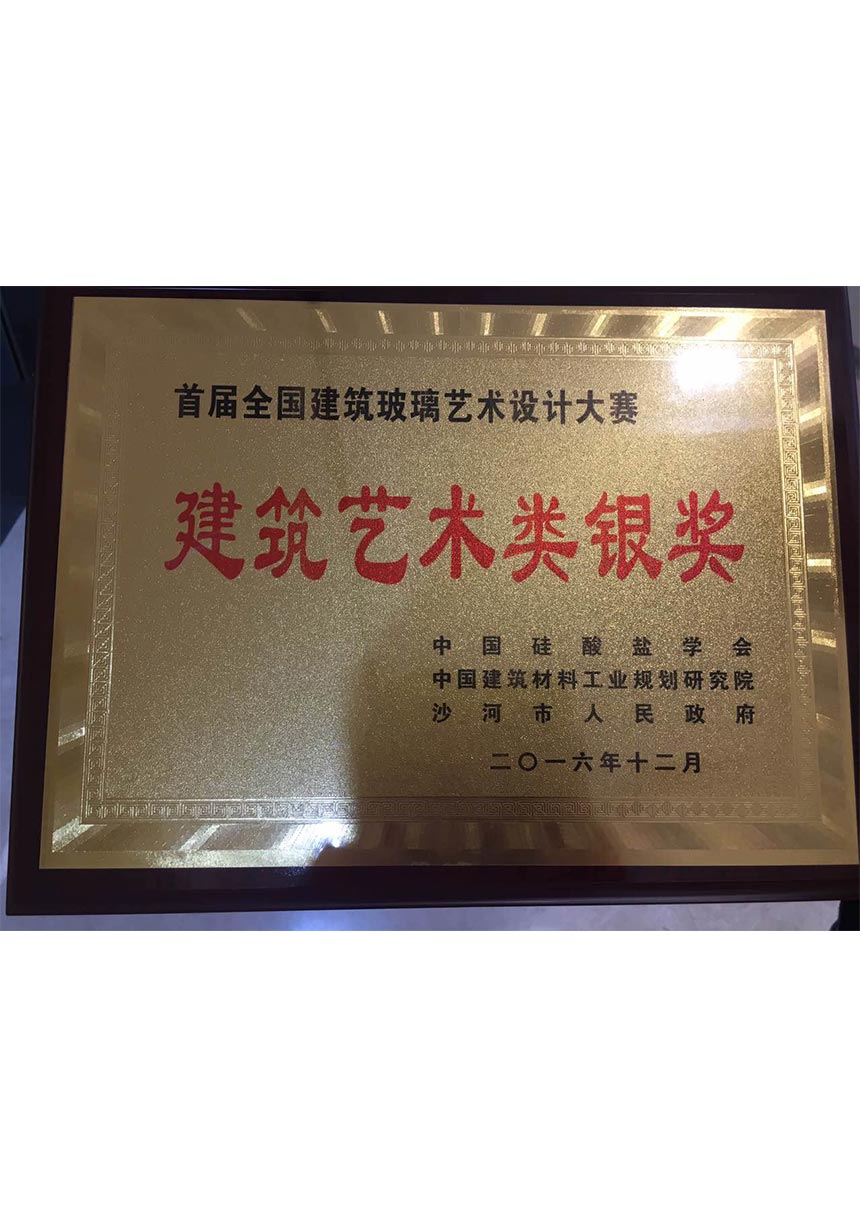 首届全国建筑玻璃艺术设计大赛
建筑艺术类银奖
中国硅酸盐学会
中国建筑材料工业规划研究院
沙河市人民政府
二〇一六年十二月